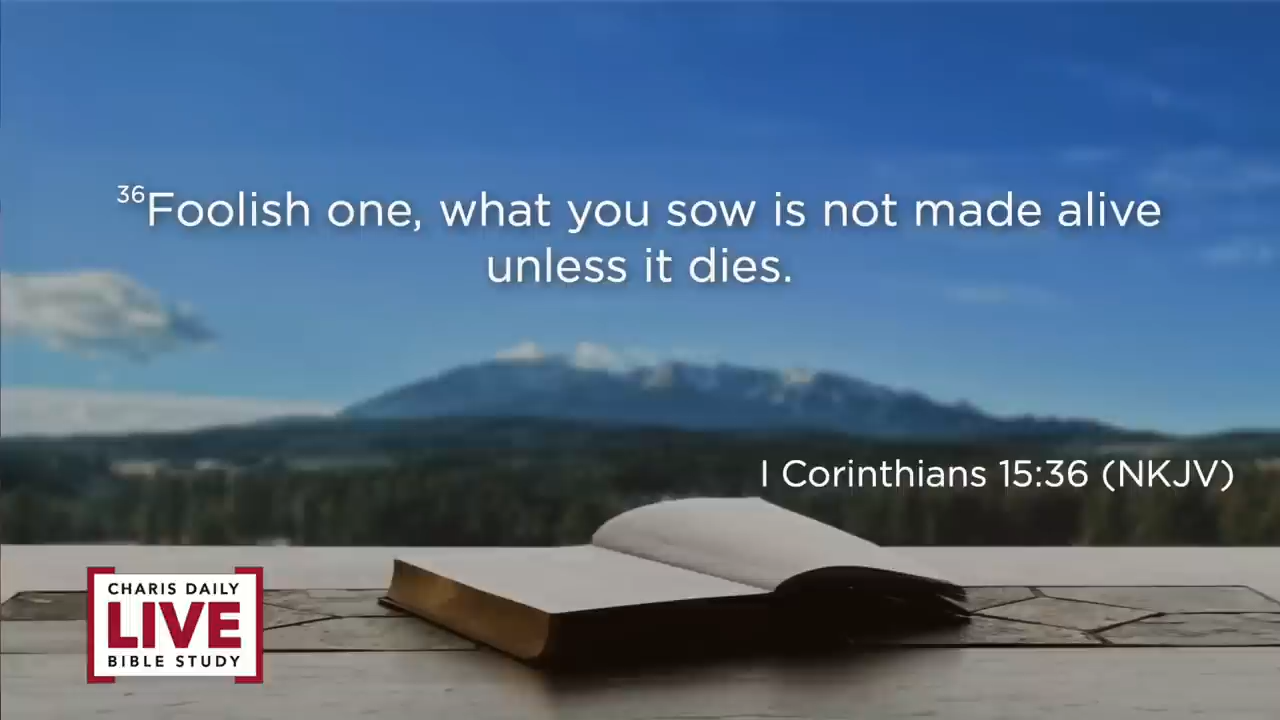 36Foolish one, what you sow is not made alive
unless it dies.
I Corinthians 15:36 (NKJV)
CHARIS DAILY
LIVE
BIBLE STUDY